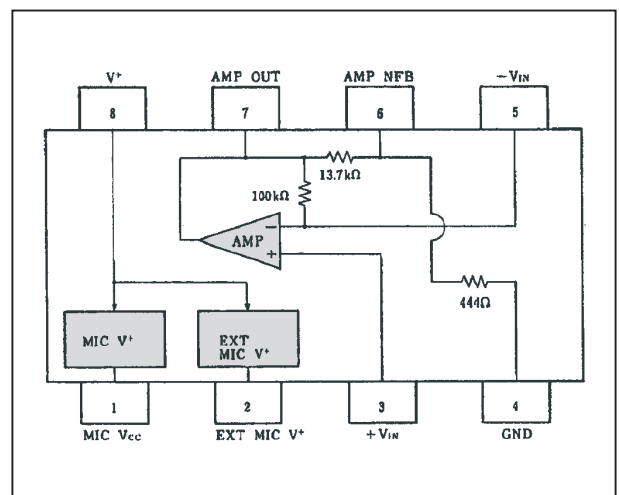 V+ AMP OUT AMP NFB −VIN
8 7 6 5
13.7kΩ
100kΩ
−
AMP
+
444Ω
MIC V+ EXT
MIC V+
1 2 3 4
MIC Vcc EXT MIC V+ +VIN GND